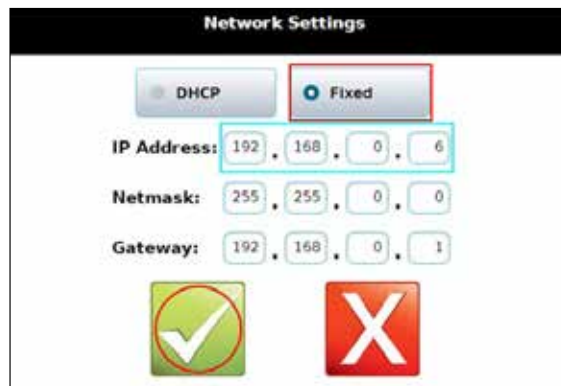 Network Settings
DHCP Fixed
IP Address: 192 . 168 . 0 . 6
Netmask: 255 . 255 . 0 . 0
Gateway: 192 . 168 . 0 . 1